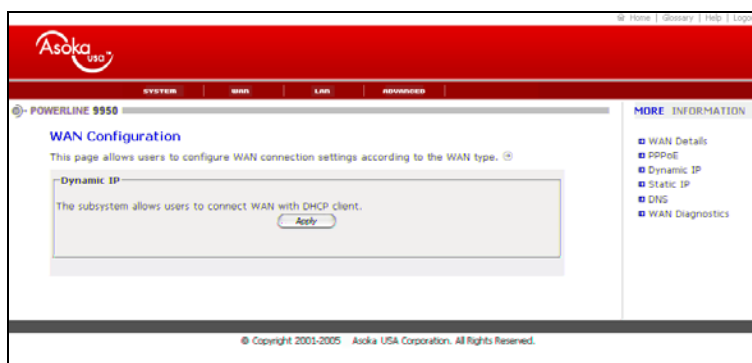 Home | Glossary | Help | Logo
Asoka USA
SYSTEM | WAN | LAN | ADVANCED |
POWERLINE 9950
MORE INFORMATION
WAN Configuration
This page allows users to configure WAN connection settings according to the WAN type.
Dynamic IP
The subsystem allows users to connect WAN with DHCP client.
Apply
WAN Details
PPPoE
Dynamic IP
Static IP
DNS
WAN Diagnostics
© Copyright 2001-2005 Asoka USA Corporation. All Rights Reserved.